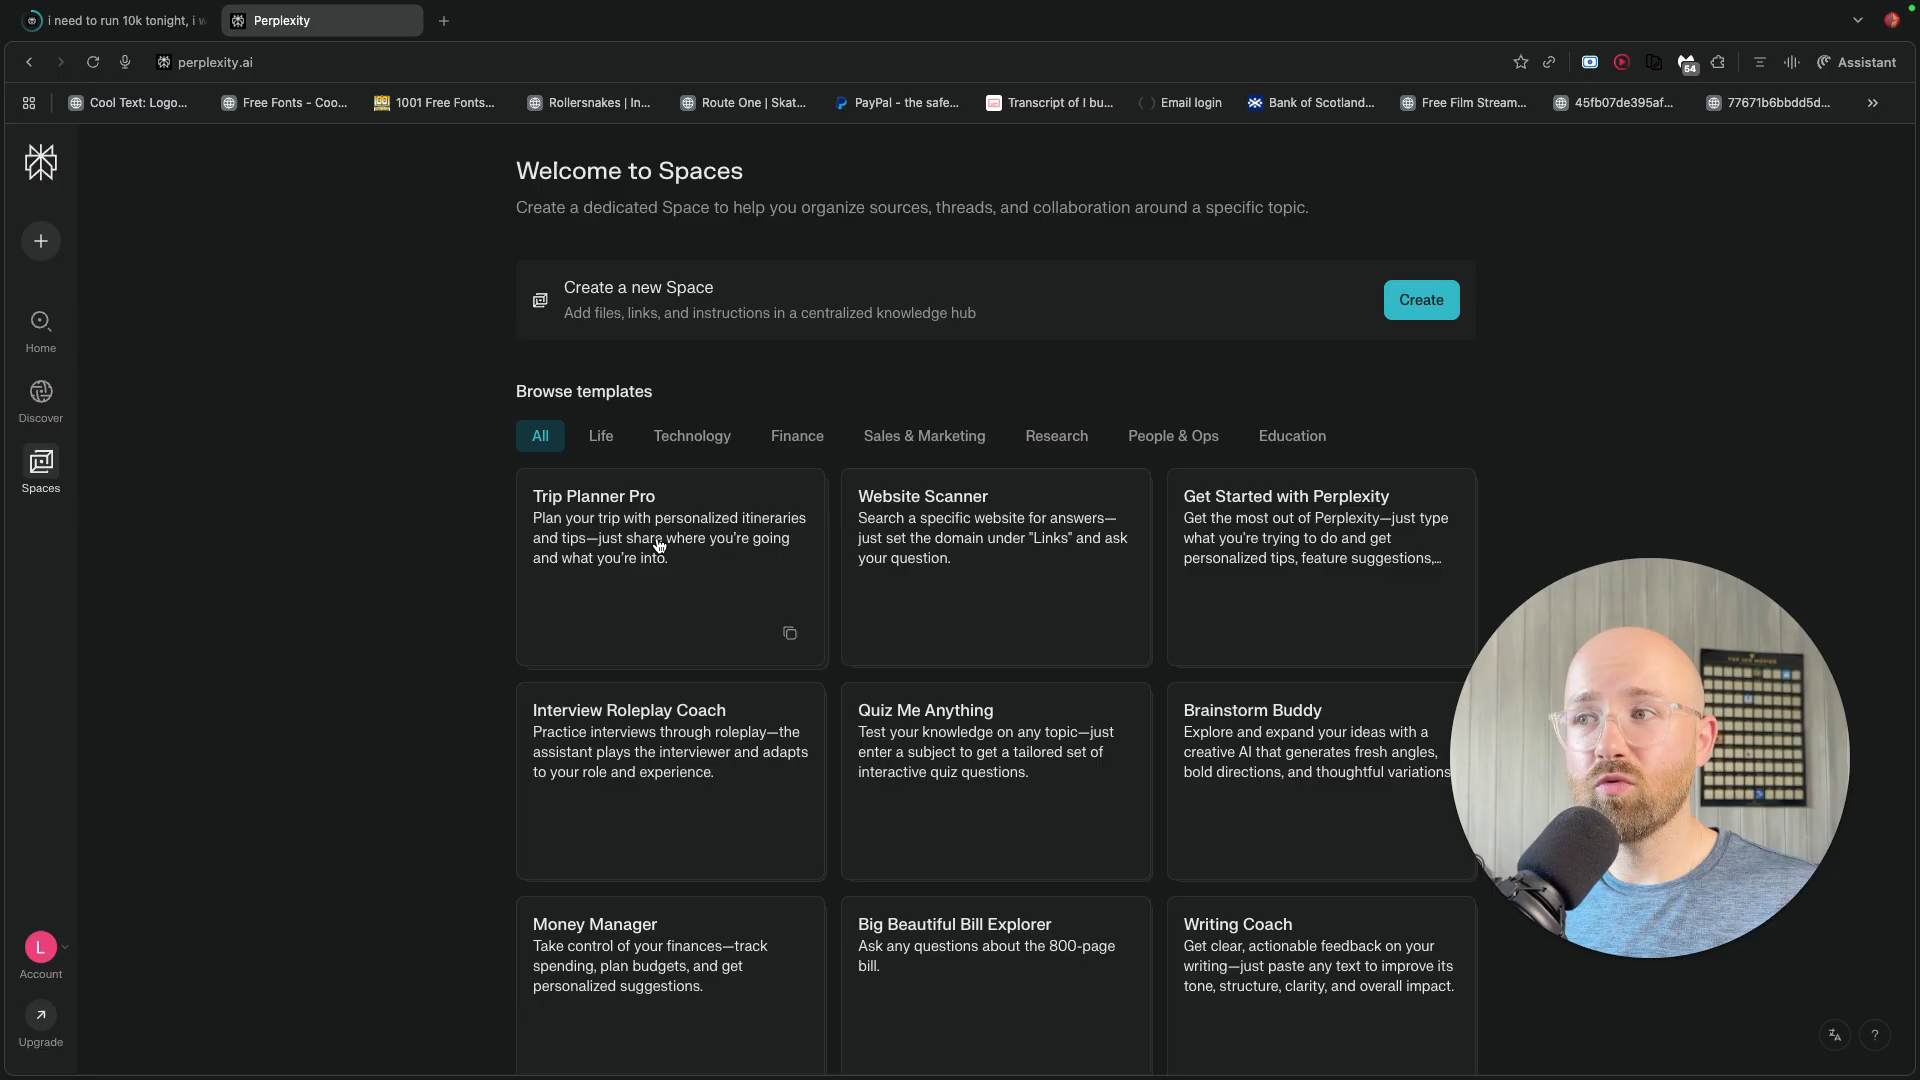 i need to run 10k tonight, i w
Perplexity
perplexity.ai
54
Assistant
Cool Text: Logo...
Free Fonts - Coo...
1001 Free Fonts...
Rollersnakes | In...
Route One | Skat...
PayPal - the safe...
Transcript of I bu...
Email login
Bank of Scotland...
Free Film Stream...
45fb07de395af...
77671b6bbdd5d...
Welcome to Spaces
Create a dedicated Space to help you organize sources, threads, and collaboration around a specific topic.
Create a new Space
Add files, links, and instructions in a centralized knowledge hub
Create
Home
Discover
Spaces
Browse templates
All
Life
Technology
Finance
Sales & Marketing
Research
People & Ops
Education
Trip Planner Pro
Plan your trip with personalized itineraries
and tips—just share where you're going
and what you're into.
Website Scanner
Search a specific website for answers—
just set the domain under "Links" and ask
your question.
Get Started with Perplexity
Get the most out of Perplexity—just type
what you're trying to do and get
personalized tips, feature suggestions,...
Interview Roleplay Coach
Practice interviews through roleplay—the
assistant plays the interviewer and adapts
to your role and experience.
Quiz Me Anything
Test your knowledge on any topic—just
enter a subject to get a tailored set of
interactive quiz questions.
Brainstorm Buddy
Explore and expand your ideas with a
creative AI that generates fresh angles,
bold directions, and thoughtful variations
Money Manager
Take control of your finances—track
spending, plan budgets, and get
personalized suggestions.
Big Beautiful Bill Explorer
Ask any questions about the 800-page
bill.
Writing Coach
Get clear, actionable feedback on your
writing—just paste any text to improve its
tone, structure, clarity, and overall impact.
L
Account
Upgrade
?